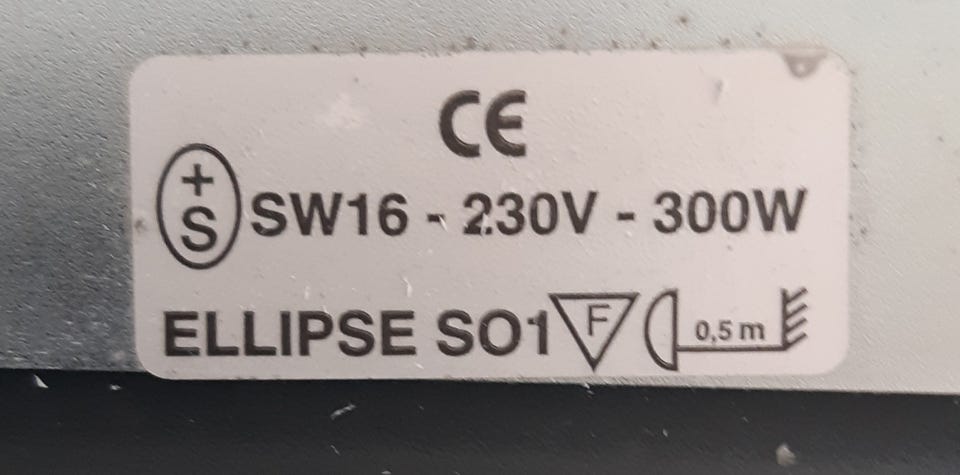 CE
+
S
SW16 - 230V - 300W
ELLIPSE SO1 F 0,5 m